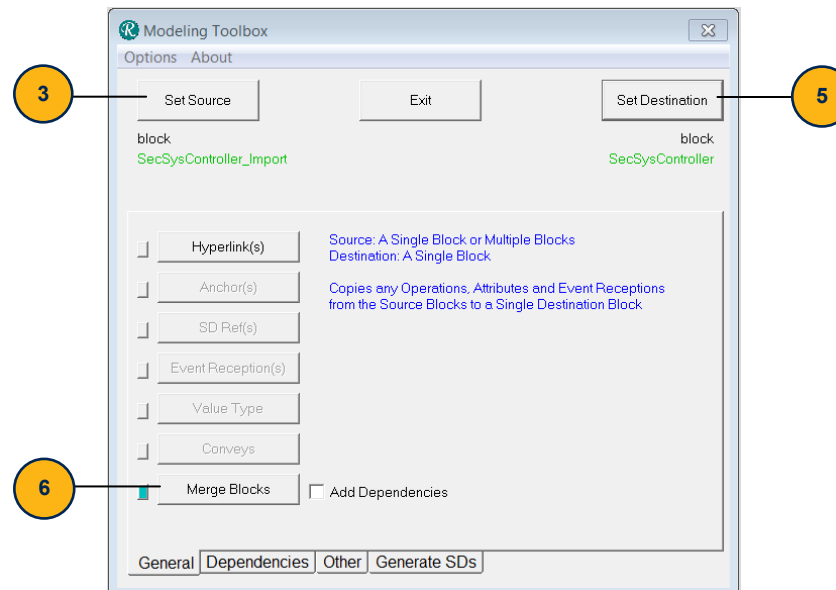 Modeling Toolbox
Options About
3
Set Source
Exit
Set Destination
5
block
SecSysController_Import
block
SecSysController
Hyperlink(s)
Source: A Single Block or Multiple Blocks
Destination: A Single Block
Anchor(s)
Copies any Operations, Attributes and Event Receptions
from the Source Blocks to a Single Destination Block
SD Ref(s)
Event Reception(s)
Value Type
Conveys
6
Merge Blocks
Add Dependencies
General Dependencies Other Generate SDs